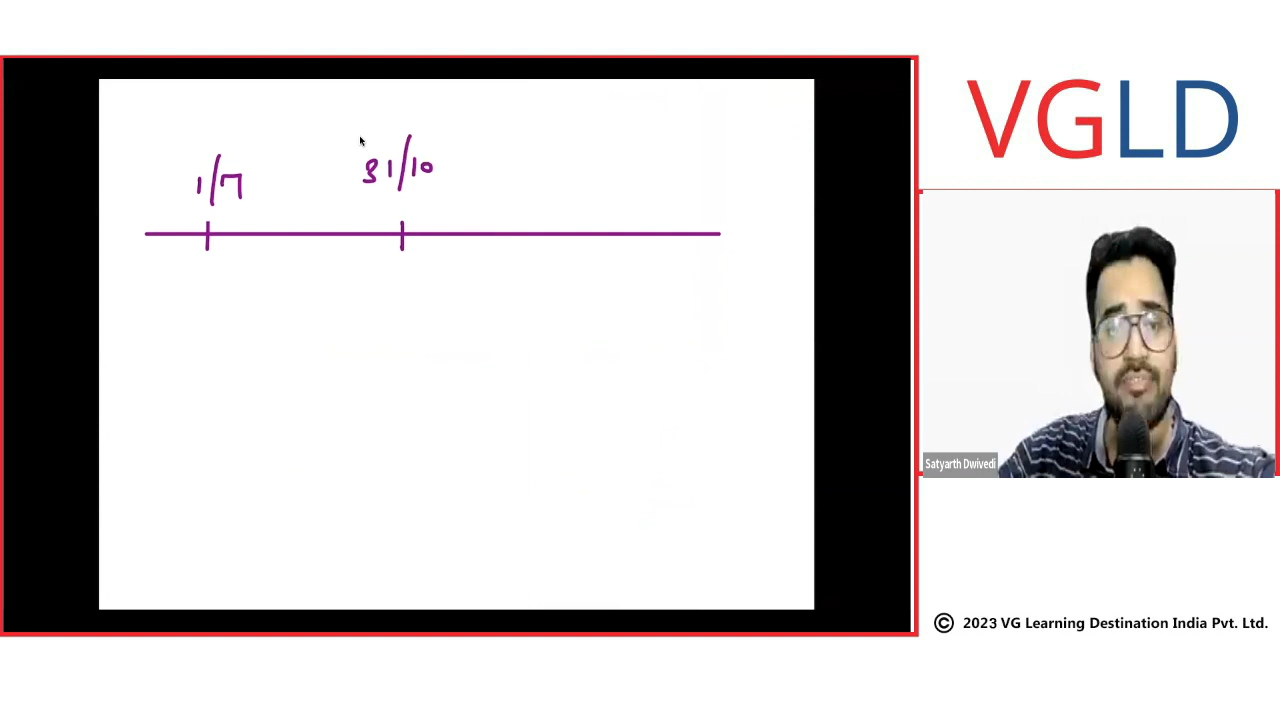 1/7 31/10
VGLD
Satyarth Dwivedi
© 2023 VG Learning Destination India Pvt. Ltd.